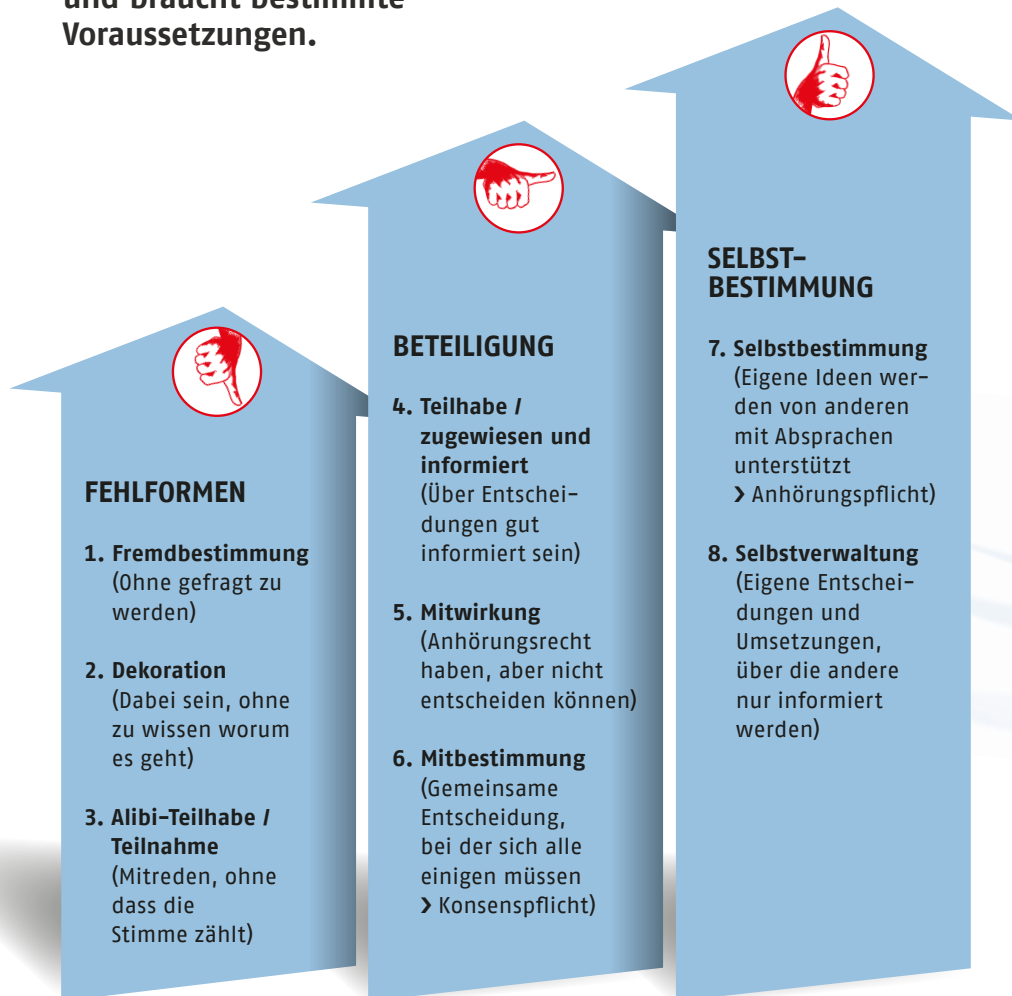 und braucht bestimmte
Voraussetzungen.
FEHLFORMEN
1. Fremdbestimmung
(Ohne gefragt zu
werden)
2. Dekoration
(Dabei sein, ohne
zu wissen worum
es geht)
3. Alibi-Teilhabe /
Teilnahme
(Mitreden, ohne
dass die
Stimme zählt)
BETEILIGUNG
4. Teilhabe /
zugewiesen und
informiert
(Über Entschei-
dungen gut
informiert sein)
5. Mitwirkung
(Anhörungsrecht
haben, aber nicht
entscheiden können)
6. Mitbestimmung
(Gemeinsame
Entscheidung,
bei der sich alle
einigen müssen
› Konsenspflicht)
SELBST-
BESTIMMUNG
7. Selbstbestimmung
(Eigene Ideen wer-
den von anderen
mit Absprachen
unterstützt
› Anhörungspflicht)
8. Selbstverwaltung
(Eigene Entschei-
dungen und
Umsetzungen,
über die andere
nur informiert
werden)